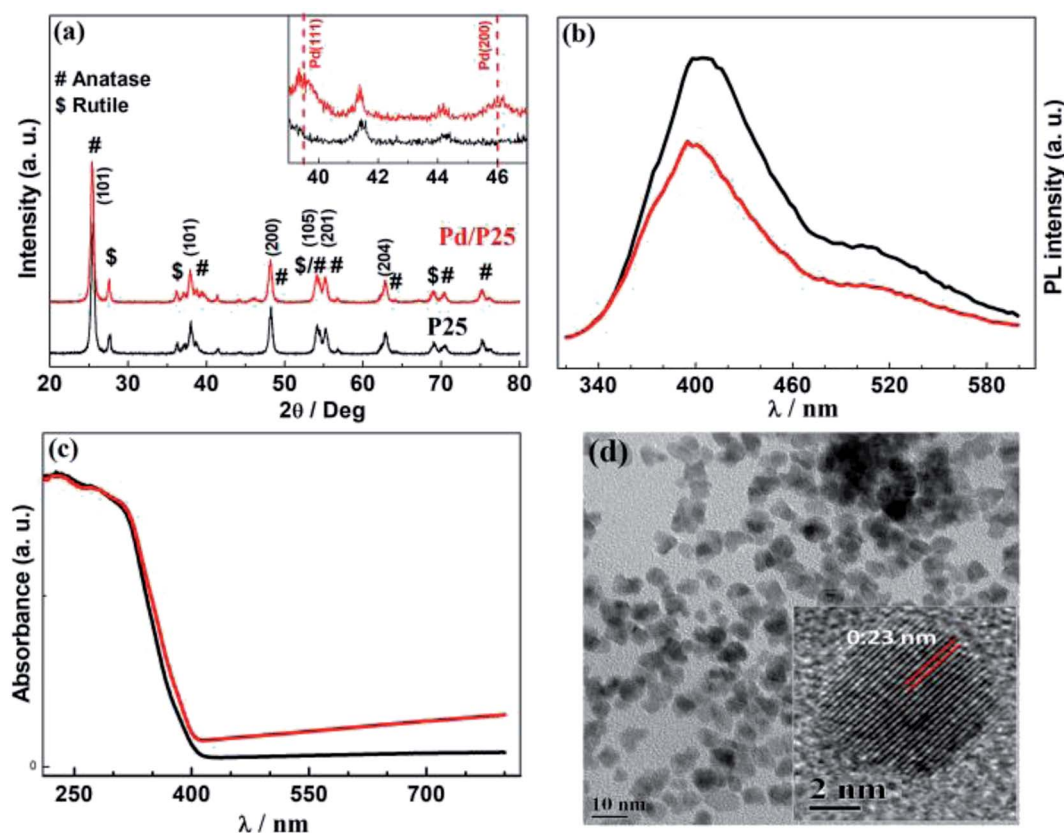 (a)
# Anatase
$ Rutile
Pd(111)
Pd(200)
40 42 44 46
#
(101)
$
$
(101)
#
(200)
#
(105)
$/#
(201)
#
(204)
#
$ #
#
Pd/P25
P25
Intensity (a. u.)
20 30 40 50 60 70 80
2θ / Deg
(b)
PL intensity (a. u.)
340 400 460 520 580
λ / nm
(c)
Absorbance (a. u.)
0
250 400 550 700
λ / nm
(d)
0.23 nm
2 nm
10 nm